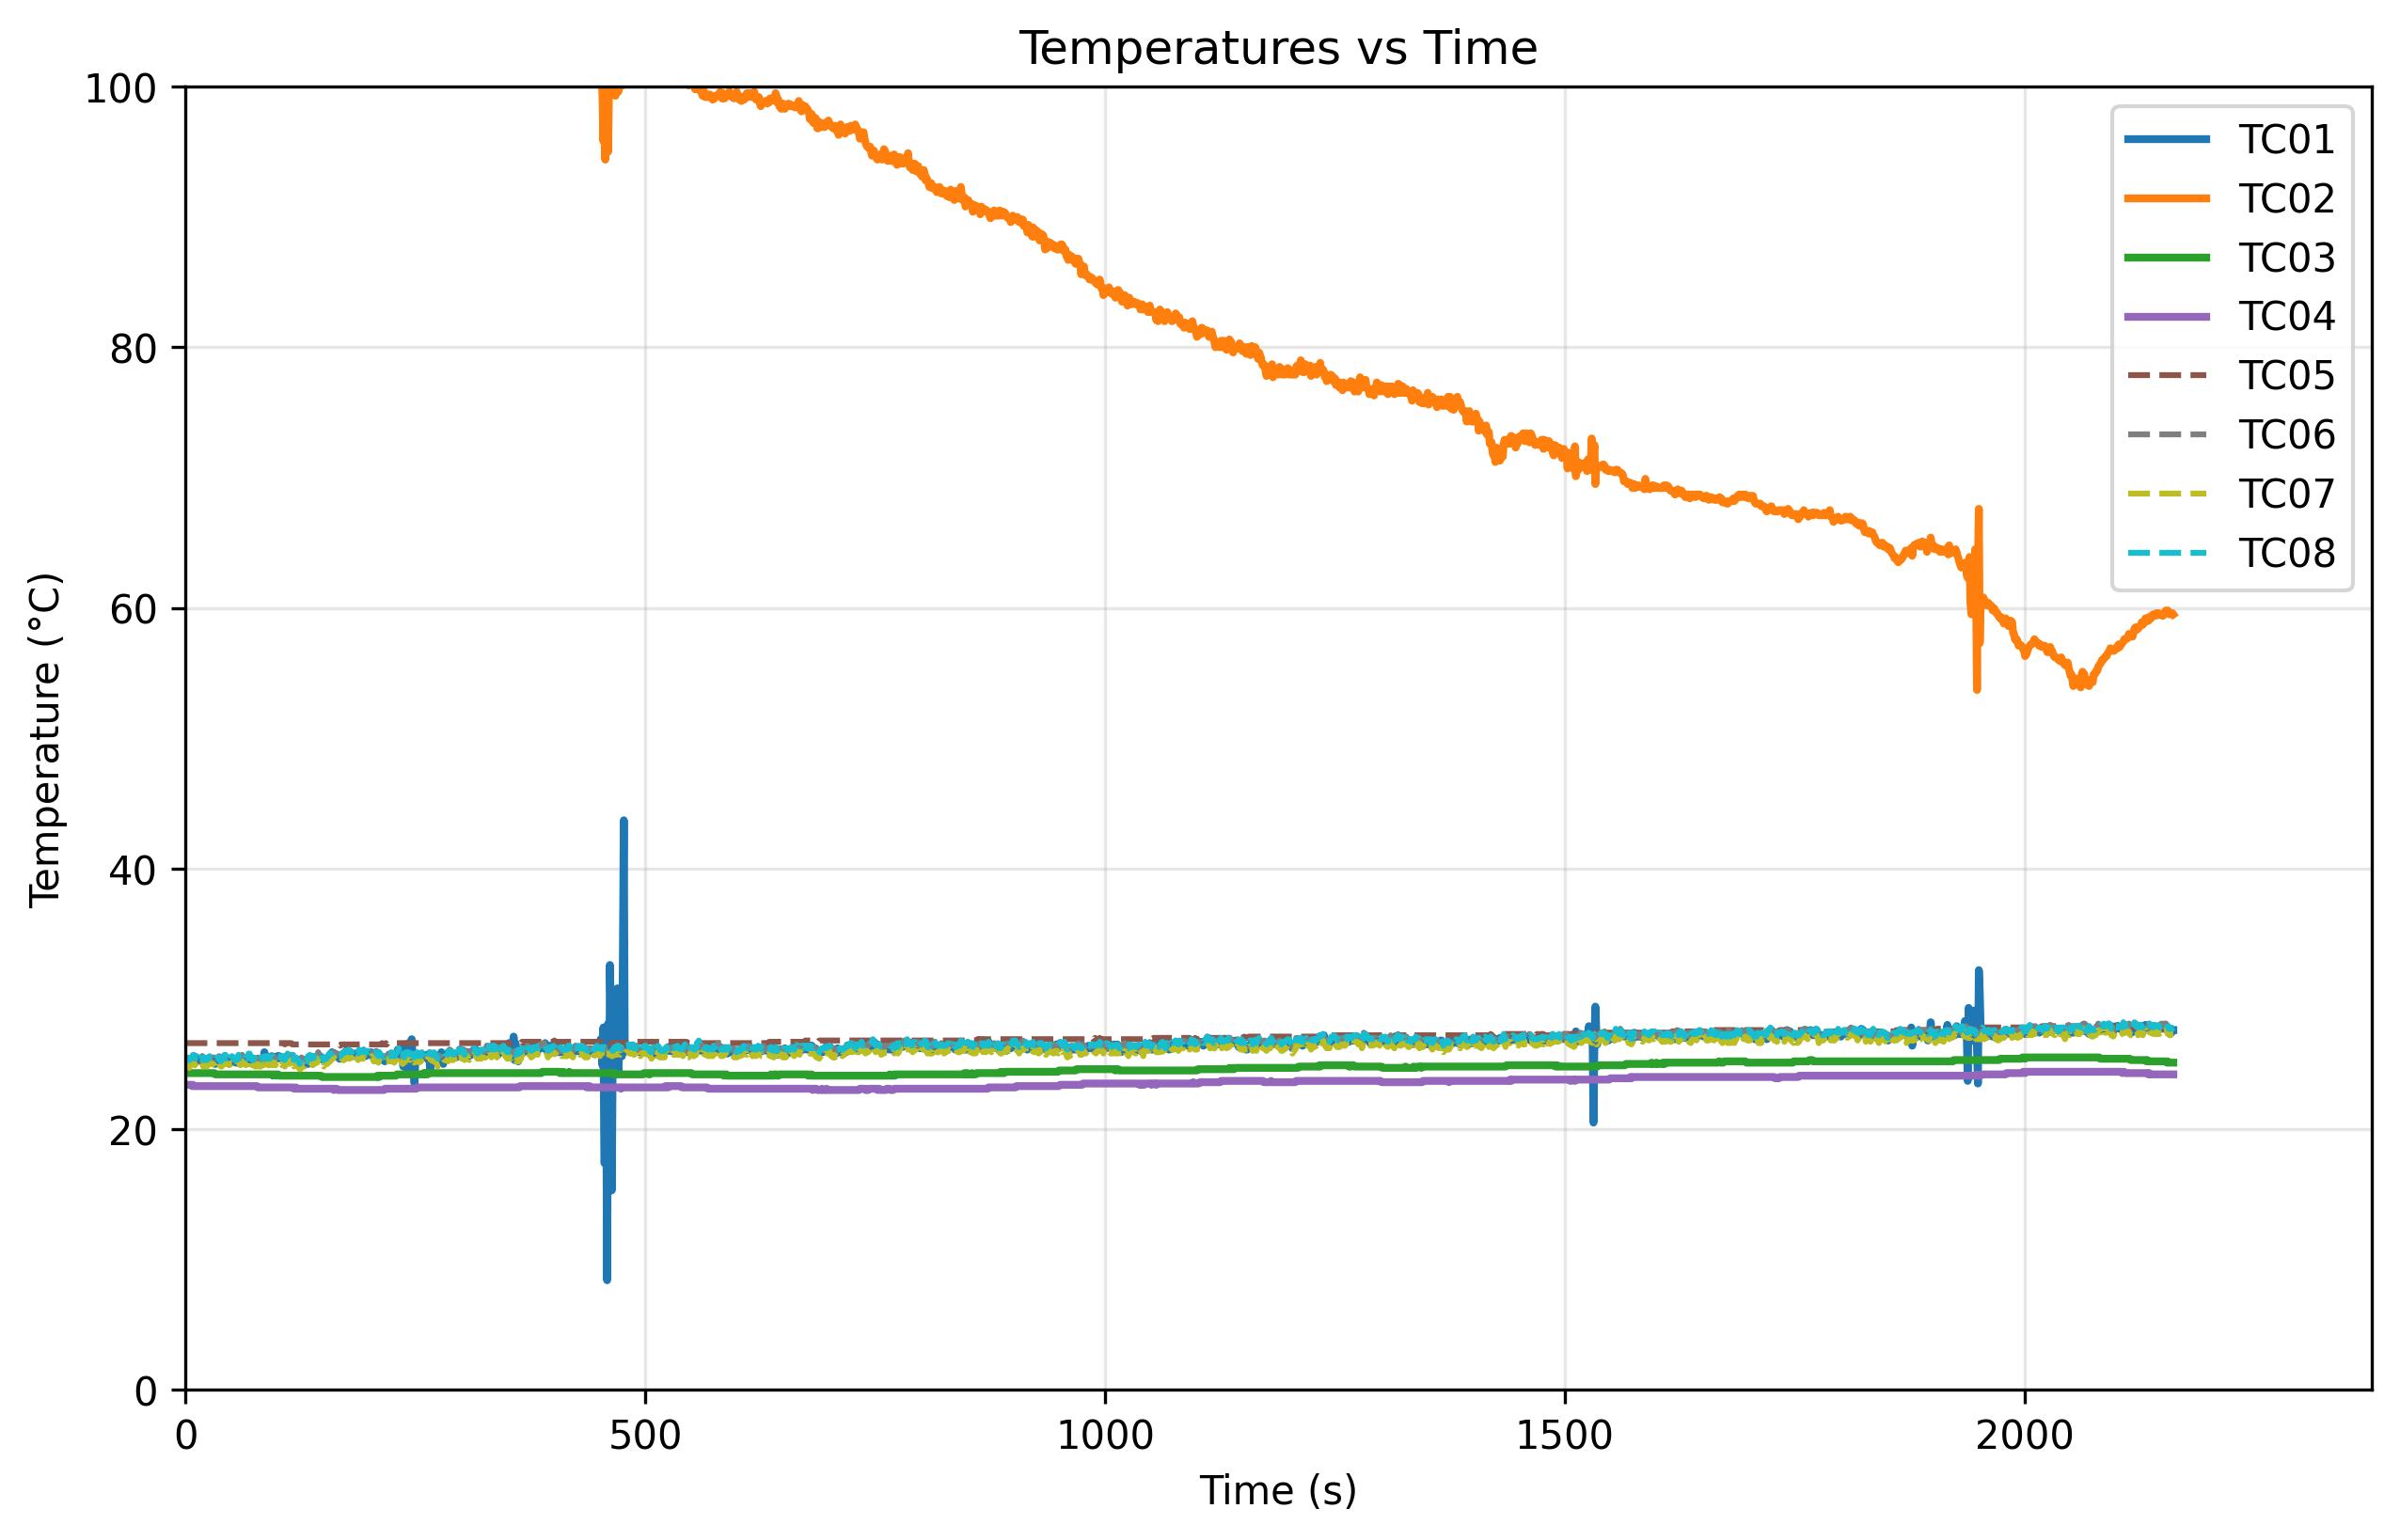 Temperatures vs Time
100
80
60
40
20
0
Temperature (°C)
0 500 1000 1500 2000
Time (s)
TC01
TC02
TC03
TC04
TC05
TC06
TC07
TC08